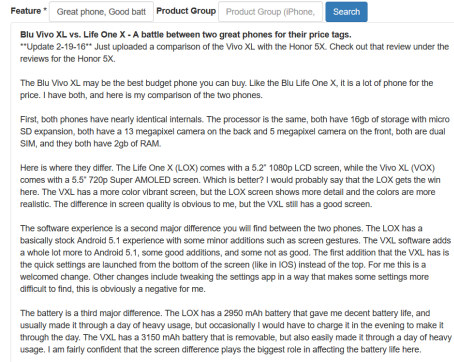 Feature * Great phone, Good batt Product Group Product Group (iPhone, Search
Blu Vivo XL vs. Life One X - A battle between two great phones for their price tags.
**Update 2-19-16** Just uploaded a comparison of the Vivo XL with the Honor 5X. Check out that review under the
reviews for the Honor 5X.
The Blu Vivo XL may be the best budget phone you can buy. Like the Blu Life One X, it is a lot of phone for the
price. I have both, and here is my comparison of the two phones.
First, both phones have nearly identical internals. The processor is the same, both have 16gb of storage with micro
SD expansion, both have a 13 megapixel camera on the back and 5 megapixel camera on the front, both are dual
SIM, and they both have 2gb of RAM.
Here is where they differ. The Life One X (LOX) comes with a 5.2" 1080p LCD screen, while the Vivo XL (VOX)
comes with a 5.5" 720p Super AMOLED screen. Which is better? I would probably say that the LOX gets the win
here. The VXL has a more color vibrant screen, but the LOX screen shows more detail and the colors are more
realistic. The difference in screen quality is obvious to me, but the VXL still has a good screen.
The software experience is a second major difference you will find between the two phones. The LOX has a
basically stock Android 5.1 experience with some minor additions such as screen gestures. The VXL software adds
a whole lot more to Android 5.1, some good additions, and some not as good. The first addition that the VXL has is
the quick settings are launched from the bottom of the screen (like in IOS) instead of the top. For me this is a
welcomed change. Other changes include tweaking the settings app in a way that makes some settings more
difficult to find, this is obviously a negative for me.
The battery is a third major difference. The LOX has a 2950 mAh battery that gave me decent battery life, and
usually made it through a day of heavy usage, but occasionally I would have to charge it in the evening to make it
through the day. The VXL has a 3150 mAh battery that is removable, but also easily made it through a day of heavy
usage. I am fairly confident that the screen difference plays the biggest role in affecting the battery life here.